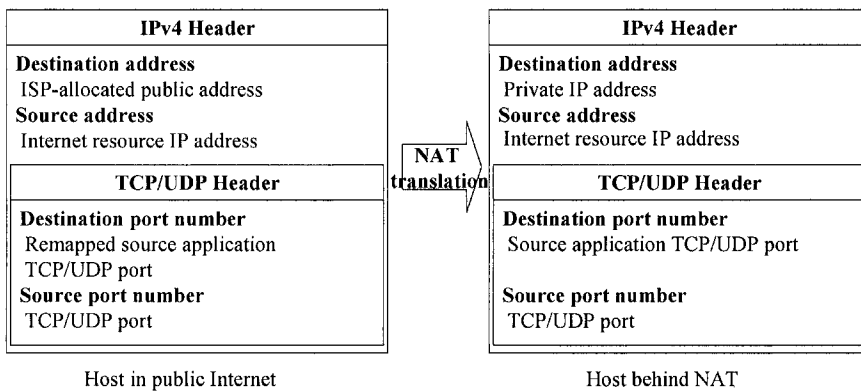 IPv4 Header
Destination address
ISP-allocated public address
Source address
Internet resource IP address
TCP/UDP Header
Destination port number
Remapped source application
TCP/UDP port
Source port number
TCP/UDP port
Host in public Internet
NAT
translation
IPv4 Header
Destination address
Private IP address
Source address
Internet resource IP address
TCP/UDP Header
Destination port number
Source application TCP/UDP port
Source port number
TCP/UDP port
Host behind NAT